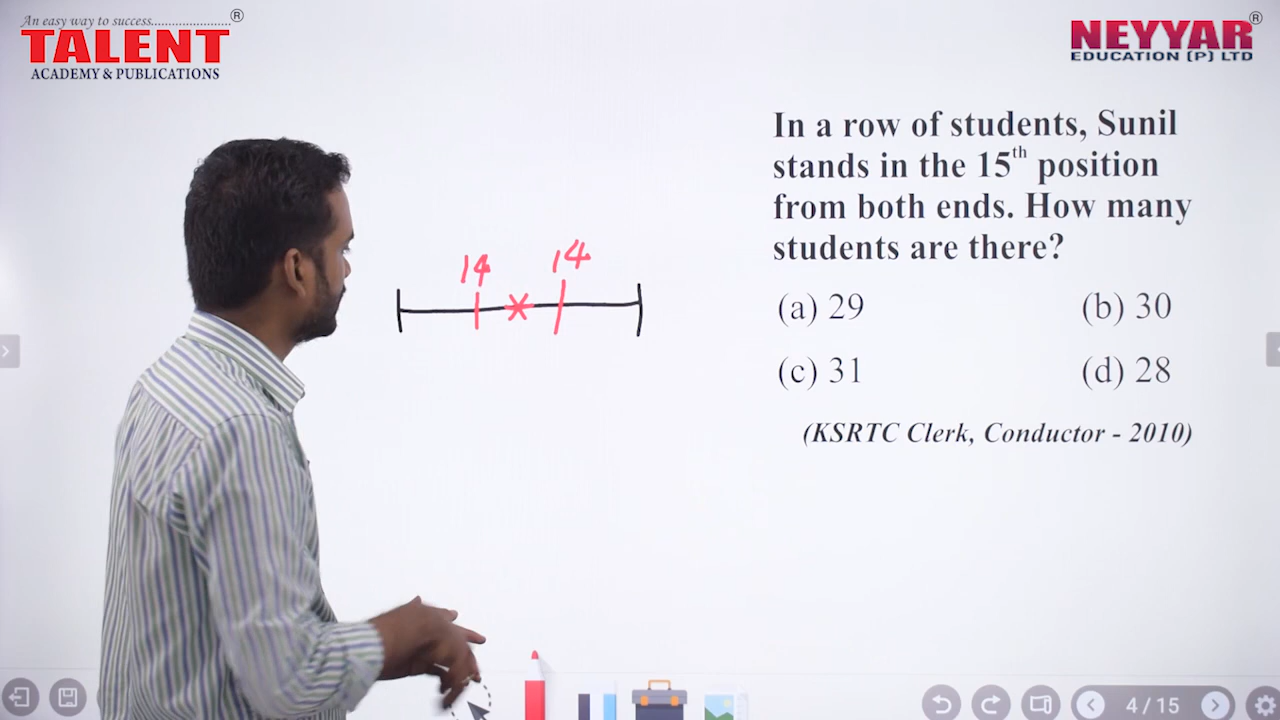 An easy way to success........................®
TALENT
ACADEMY & PUBLICATIONS
®
NEYYAR
EDUCATION (P) LTD
In a row of students, Sunil
stands in the 15th position
from both ends. How many
students are there?
(a) 29 (b) 30
(c) 31 (d) 28
(KSRTC Clerk, Conductor - 2010)
14 14
4 / 15